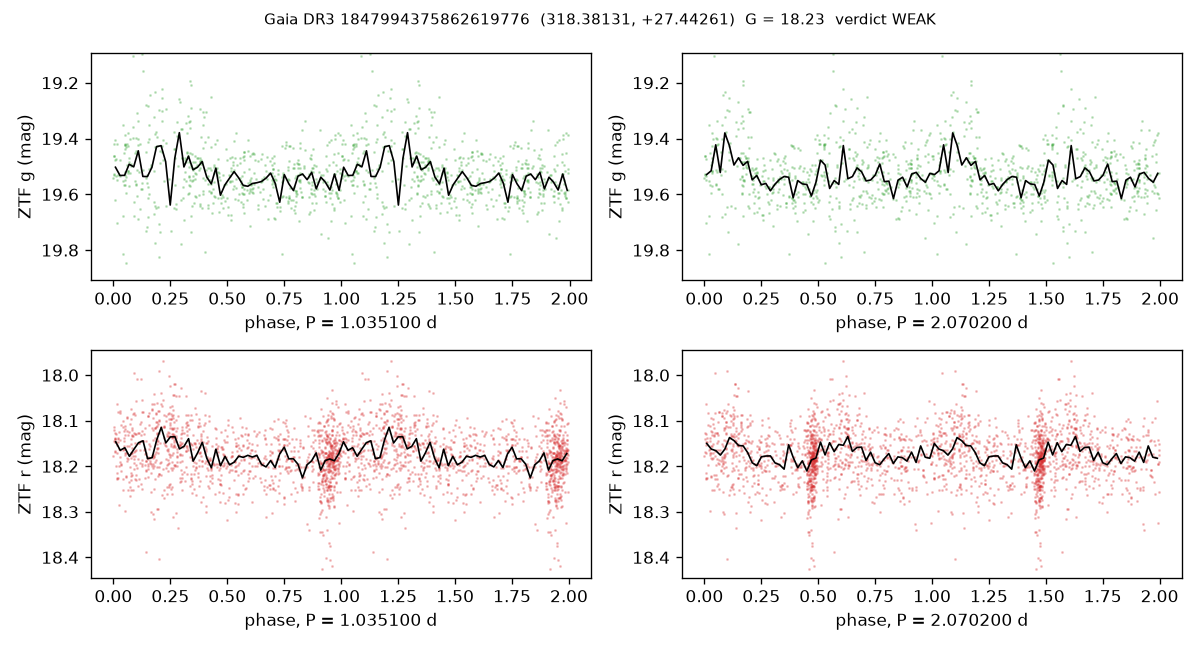 Gaia DR3 1847994375862619776 (318.38131, +27.44261) G = 18.23 verdict WEAK
ZTF g (mag)
19.2
19.4
19.6
19.8
0.00 0.25 0.50 0.75 1.00 1.25 1.50 1.75 2.00
phase, P = 1.035100 d
ZTF g (mag)
19.2
19.4
19.6
19.8
0.00 0.25 0.50 0.75 1.00 1.25 1.50 1.75 2.00
phase, P = 2.070200 d
ZTF r (mag)
18.0
18.1
18.2
18.3
18.4
0.00 0.25 0.50 0.75 1.00 1.25 1.50 1.75 2.00
phase, P = 1.035100 d
ZTF r (mag)
18.0
18.1
18.2
18.3
18.4
0.00 0.25 0.50 0.75 1.00 1.25 1.50 1.75 2.00
phase, P = 2.070200 d